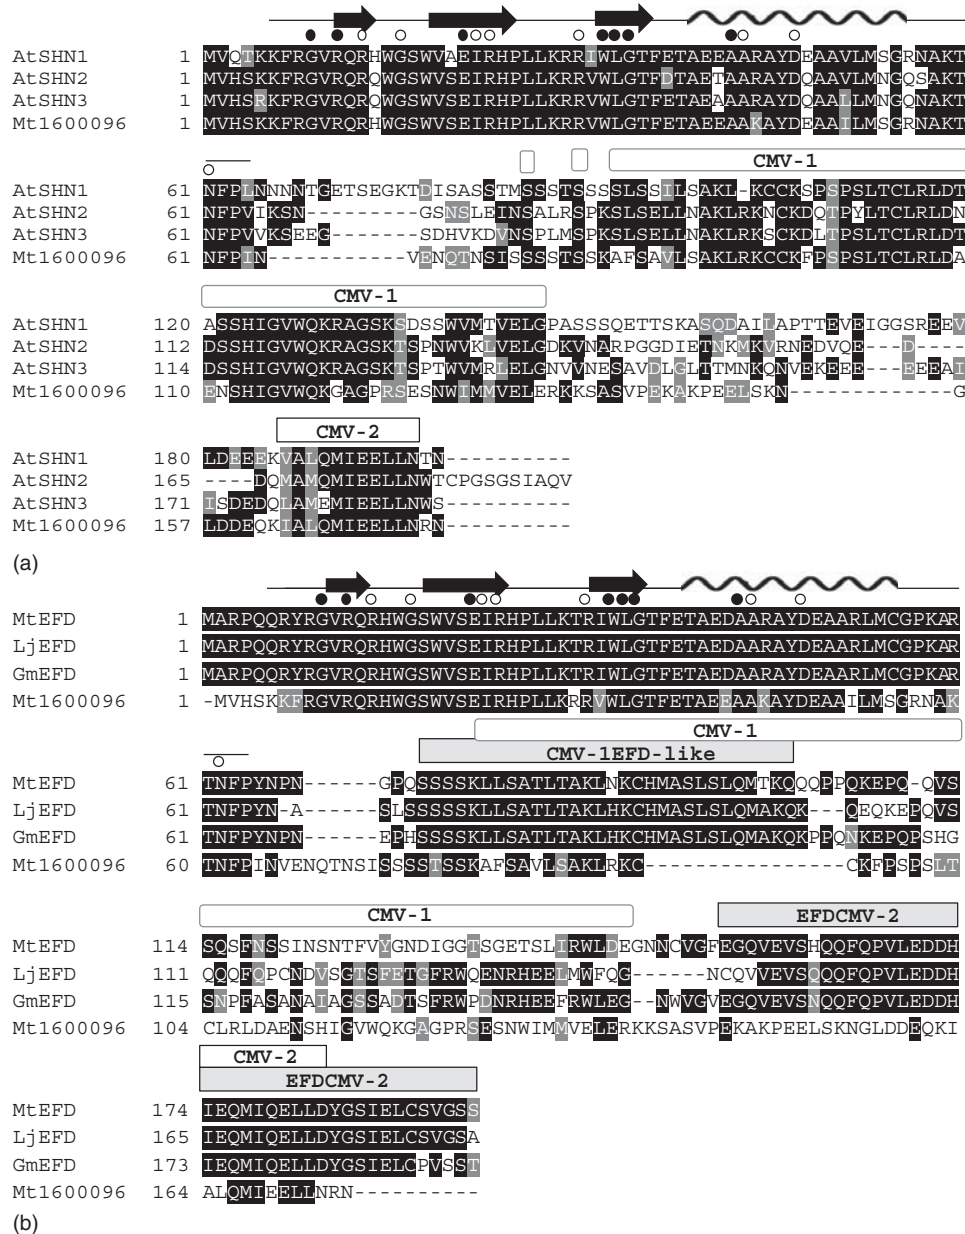 AtSHN1 1 MVQTKKFRGVRQRHWGSWVAEIRHPLLKRRIWLGTFETAEEAARAYDEAAVLMSGRNAKT
AtSHN2 1 MVHSKKFRGVRQRQWGSWVSEIRHPLLKRRVWLGTFDTAETAARAYDQAAVLMNGQSAKT
AtSHN3 1 MVHSRKFRGVRQRQWGSWVSEIRHPLLKRRVWLGTFETAEAAARAYDQAALLMNGQNAKT
Mt1600096 1 MVHSKKFRGVRQRHWGSWVSEIRHPLLKRRVWLGTFETAEEAAKAYDEAAILMSGRNAKT
CMV-1
AtSHN1 61 NFPLNNNNTGETSEGKTDISASSTMSSSTSSSSLSSILSAKL-KCCKSPSPSLTCLRLDT
AtSHN2 61 NFPVIKSN---------GSNSLEINSALRSPKSLSELLNAKLRKNCKDQTPYLTCLRLDN
AtSHN3 61 NFPVVKSEEG-------SDHVKDVNSPLMSPKSLSELLNAKLRKSCKDLTPSLTCLRLDT
Mt1600096 61 NFPIN-----------VENQTNSISSSSTSSKAFSAVLSAKLRKCCKFPSPSLTCLRLDA
CMV-1
AtSHN1 120 ASSHIGVWQKRAGSKSDSSWVMTVELGPASSSQETTSKASQDAILAPTTEVEIGGSREEV
AtSHN2 112 DSSHIGVWQKRAGSKTSPNWVKLVELGDKVNARPGGDIETNKMKVRNEDVQE---D----
AtSHN3 114 DSSHIGVWQKRAGSKTSPTWVMRLELGNVVNESAVDLGLTTMNKQNVEKEEE---EEEAI
Mt1600096 110 ENSHIGVWQKGAGPRSESNWIMMVELERKKSASVPEKAKPEELSKN------------G
CMV-2
AtSHN1 180 LDEEEKVALQMIEELLNTN----------
AtSHN2 165 ----DQMAMQMIEELLNWTCPGSGSIAQV
AtSHN3 171 ISDEDQLAMEMIEELLNWS----------
Mt1600096 157 LDDEQKIALQMIEELLNRN----------
(a)
MtEFD 1 MARPQQRYRGVRQRHWGSWVSEIRHPLLKTRIWLGTFETAEDAARAYDEAARLMCGPKAR
LjEFD 1 MARPQQRYRGVRQRHWGSWVSEIRHPLLKTRIWLGTFETAEDAARAYDEAARLMCGPKAR
GmEFD 1 MARPQQRYRGVRQRHWGSWVSEIRHPLLKTRIWLGTFETAEDAARAYDEAARLMCGPKAR
Mt1600096 1 -MVHSKKFRGVRQRHWGSWVSEIRHPLLKRRVWLGTFETAEEAAKAYDEAAILMSGRNAK
CMV-1
CMV-1EFD-like
MtEFD 61 TNFPYNPN------GPQSSSSKLLSATLTAKLNKCHMASLSLQMTKQQQPPQKEPQ-QVS
LjEFD 61 TNFPYN-A------SLSSSSSKLLSATLTAKLHKCHMASLSLQMAKQK---QEQKEPQVS
GmEFD 61 TNFPYNPN------EPHSSSSKLLSATLTAKLHKCHMASLSLQMAKQKPPQNKEPQPSHG
Mt1600096 60 TNFPINVENQTNSISSSSTSSKAFSAVLSAKLRKC----------------CKFPSPSLT
CMV-1
EFDCMV-2
MtEFD 114 SQSFNSSINSNTFVYGNDIGGTSGETSLIRWLDEGNNCVGFEGQVEVSHQQFQPVLEDDH
LjEFD 111 QQQFQPCNDVSGTSFETGFRWQENRHEELMWFQG------NCQVVEVSQQQFQPVLEDDH
GmEFD 115 SNPFASANAIAGSSADTSFRWPDNRHEEFRWLEG--NWVGVEGQVEVSNQQFQPVLEDDH
Mt1600096 104 CLRLDAENSHIGVWQKGAGPRSESNWIMMVELERKKSASVPEKAKPEELSKNGLDDEQKI
CMV-2
EFDCMV-2
MtEFD 174 IEQMIQELLDYGSIELCSVGSS
LjEFD 165 IEQMIQELLDYGSIELCSVGSA
GmEFD 173 IEQMIQELLDYGSIELCPVSST
Mt1600096 164 ALQMIEELLNRN----------
(b)